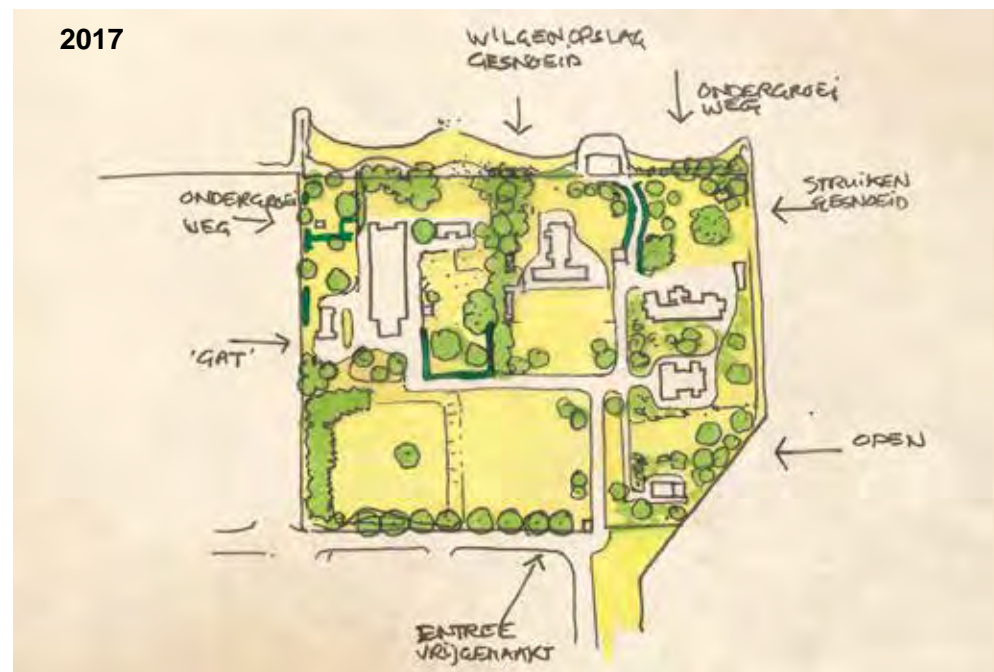 2017
WILGENOPSLAG
GESNOEID
ONDERGROEI
WEG
ONDERGROEI
WEG
STRUIKEN
GESNOEID
'GAT'
OPEN
ENTREE
VRIJGEMAAKT